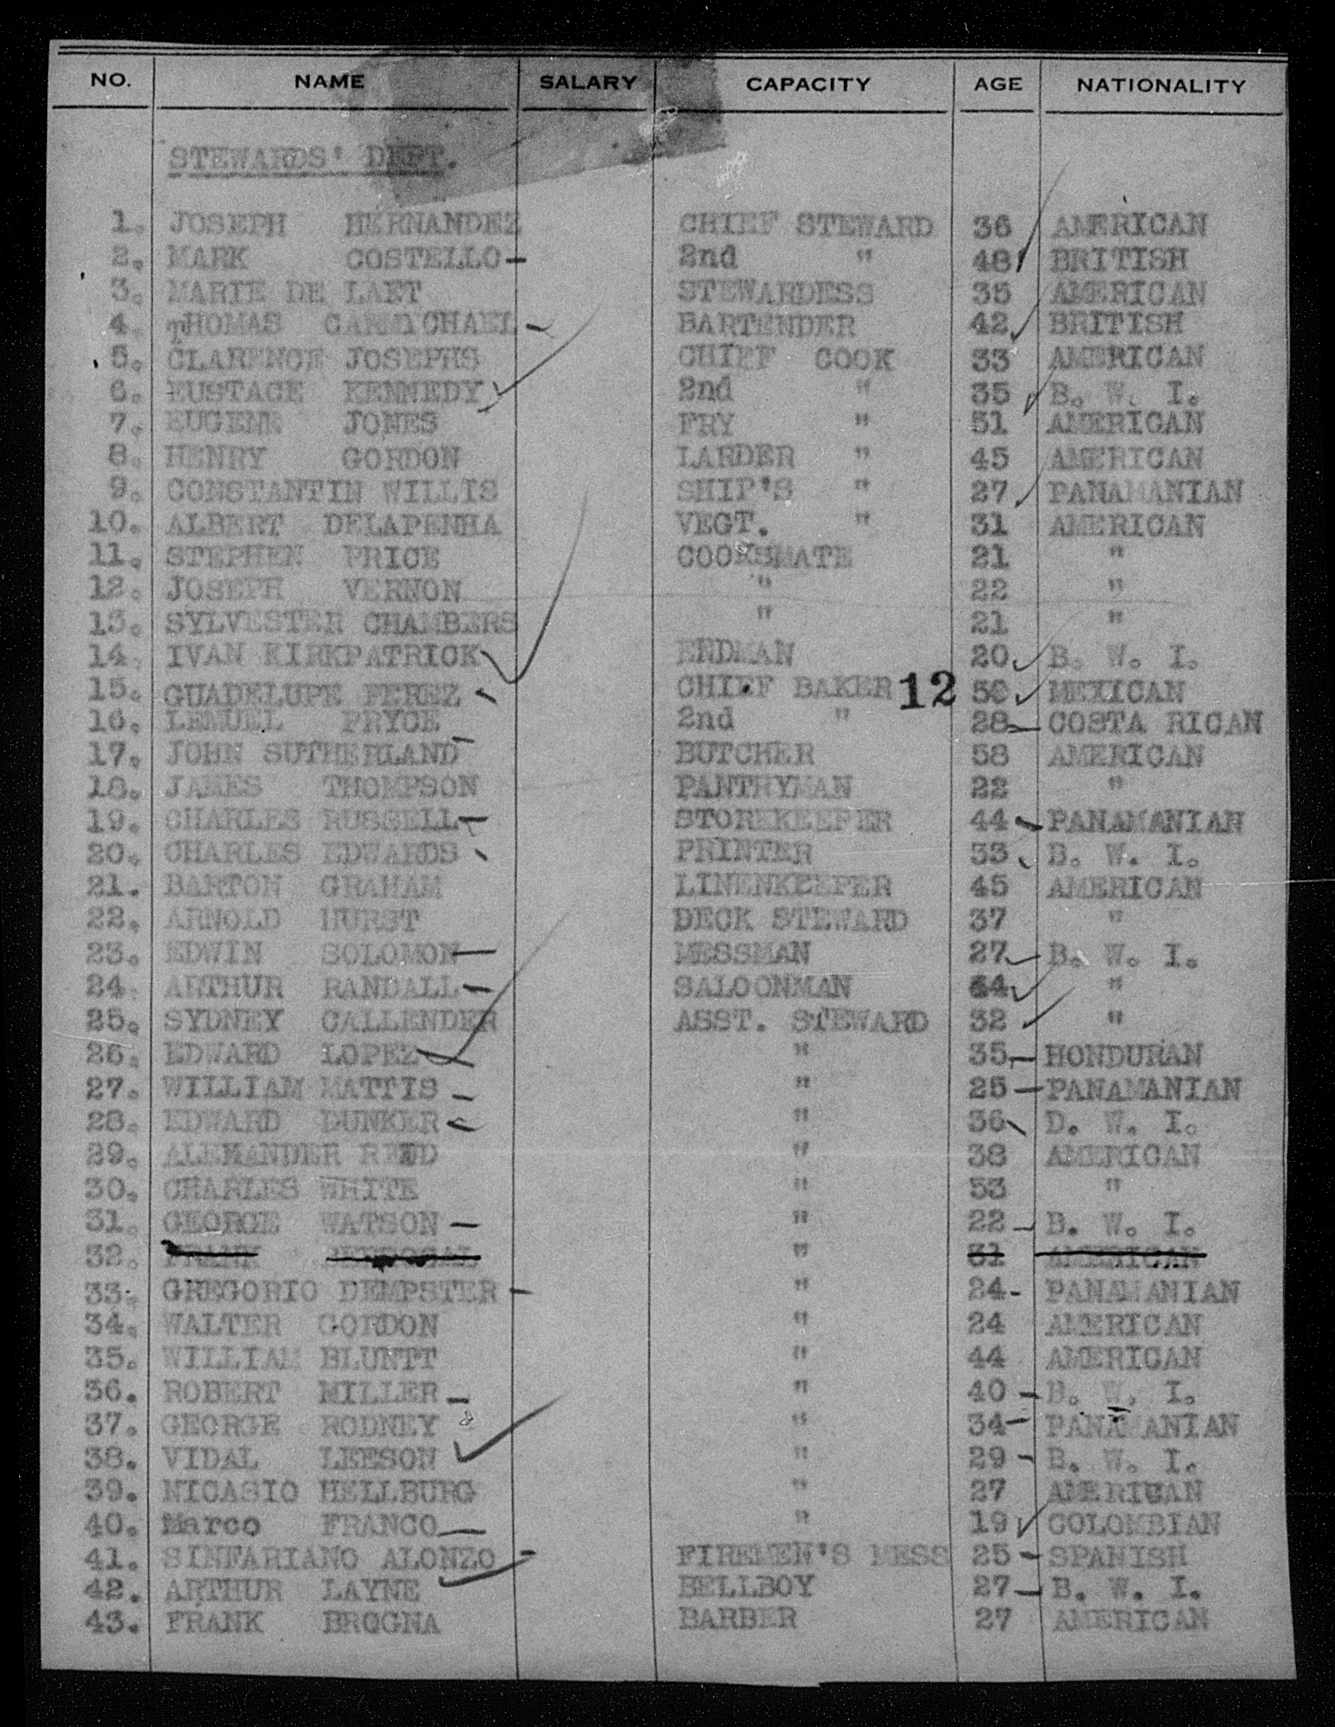 NO. NAME SALARY CAPACITY AGE NATIONALITY
STEWARDS' DEPT.
1. JOSEPH HERNANDEZ CHIEF STEWARD 36 AMERICAN
2. MARK COSTELLO 2nd " 48 BRITISH
3. MARIE DE LAET STEWARDESS 35 AMERICAN
4. THOMAS CARMICHAEL BARTENDER 42 BRITISH
5. CLARENCE JOSEPHS CHIEF COOK 33 AMERICAN
6. EUSTACE KENNEDY 2nd " 35 B. W. I.
7. EUGENE JONES FRY " 51 AMERICAN
8. HENRY GORDON LARDER " 45 AMERICAN
9. CONSTANTIN WILLIS SHIP'S " 27 PANAMANIAN
10. ALBERT DELAPENHA VEGT. " 31 AMERICAN
11. STEPHEN PRICE COOKSMATE 21 "
12. JOSEPH VERNON " 22 "
13. SYLVESTER CHAMBERS " 21 "
14. IVAN KIRKPATRICK ENDMAN 20 B. W. I.
15. GUADELUPE PEREZ CHIEF BAKER 12 50 MEXICAN
16. LEMUEL PRYCE 2nd " 28 COSTA RICAN
17. JOHN SUTHERLAND BUTCHER 58 AMERICAN
18. JAMES THOMPSON PANTRYMAN 22 "
19. CHARLES RUSSELL STOREKEEPER 44 PANAMANIAN
20. CHARLES EDWARDS PRINTER 33 B. W. I.
21. BARTON GRAHAM LINENKEEPER 45 AMERICAN
22. ARNOLD HURST DECK STEWARD 37 "
23. EDWIN SOLOMON MESSMAN 27 B. W. I.
24. ARTHUR RANDALL SALOONMAN 44 "
25. SYDNEY CALLENDER ASST. STEWARD 32 "
26. EDWARD LOPEZ " 35 HONDURAN
27. WILLIAM MATTIS " 25 PANAMANIAN
28. EDWARD DUNKER " 36 D. W. I.
29. ALEXANDER REID " 38 AMERICAN
30. CHARLES WHITE " 53 "
31. GEORGE WATSON " 22 B. W. I.
32. FRANK " 31 AMERICAN
33. GREGORIO DEMPSTER " 24 PANAMANIAN
34. WALTER GORDON " 24 AMERICAN
35. WILLIAM BLUNTT " 44 AMERICAN
36. ROBERT MILLER " 40 B. W. I.
37. GEORGE RODNEY " 34 PANAMANIAN
38. VIDAL LEESON " 29 B. W. I.
39. NICASIO HELLBURG " 27 AMERICAN
40. Marco FRANCO " 19 COLOMBIAN
41. SINFARIANO ALONZO FIREMEN'S MESS 25 SPANISH
42. ARTHUR LAYNE BELLBOY 27 B. W. I.
43. FRANK BROGNA BARBER 27 AMERICAN